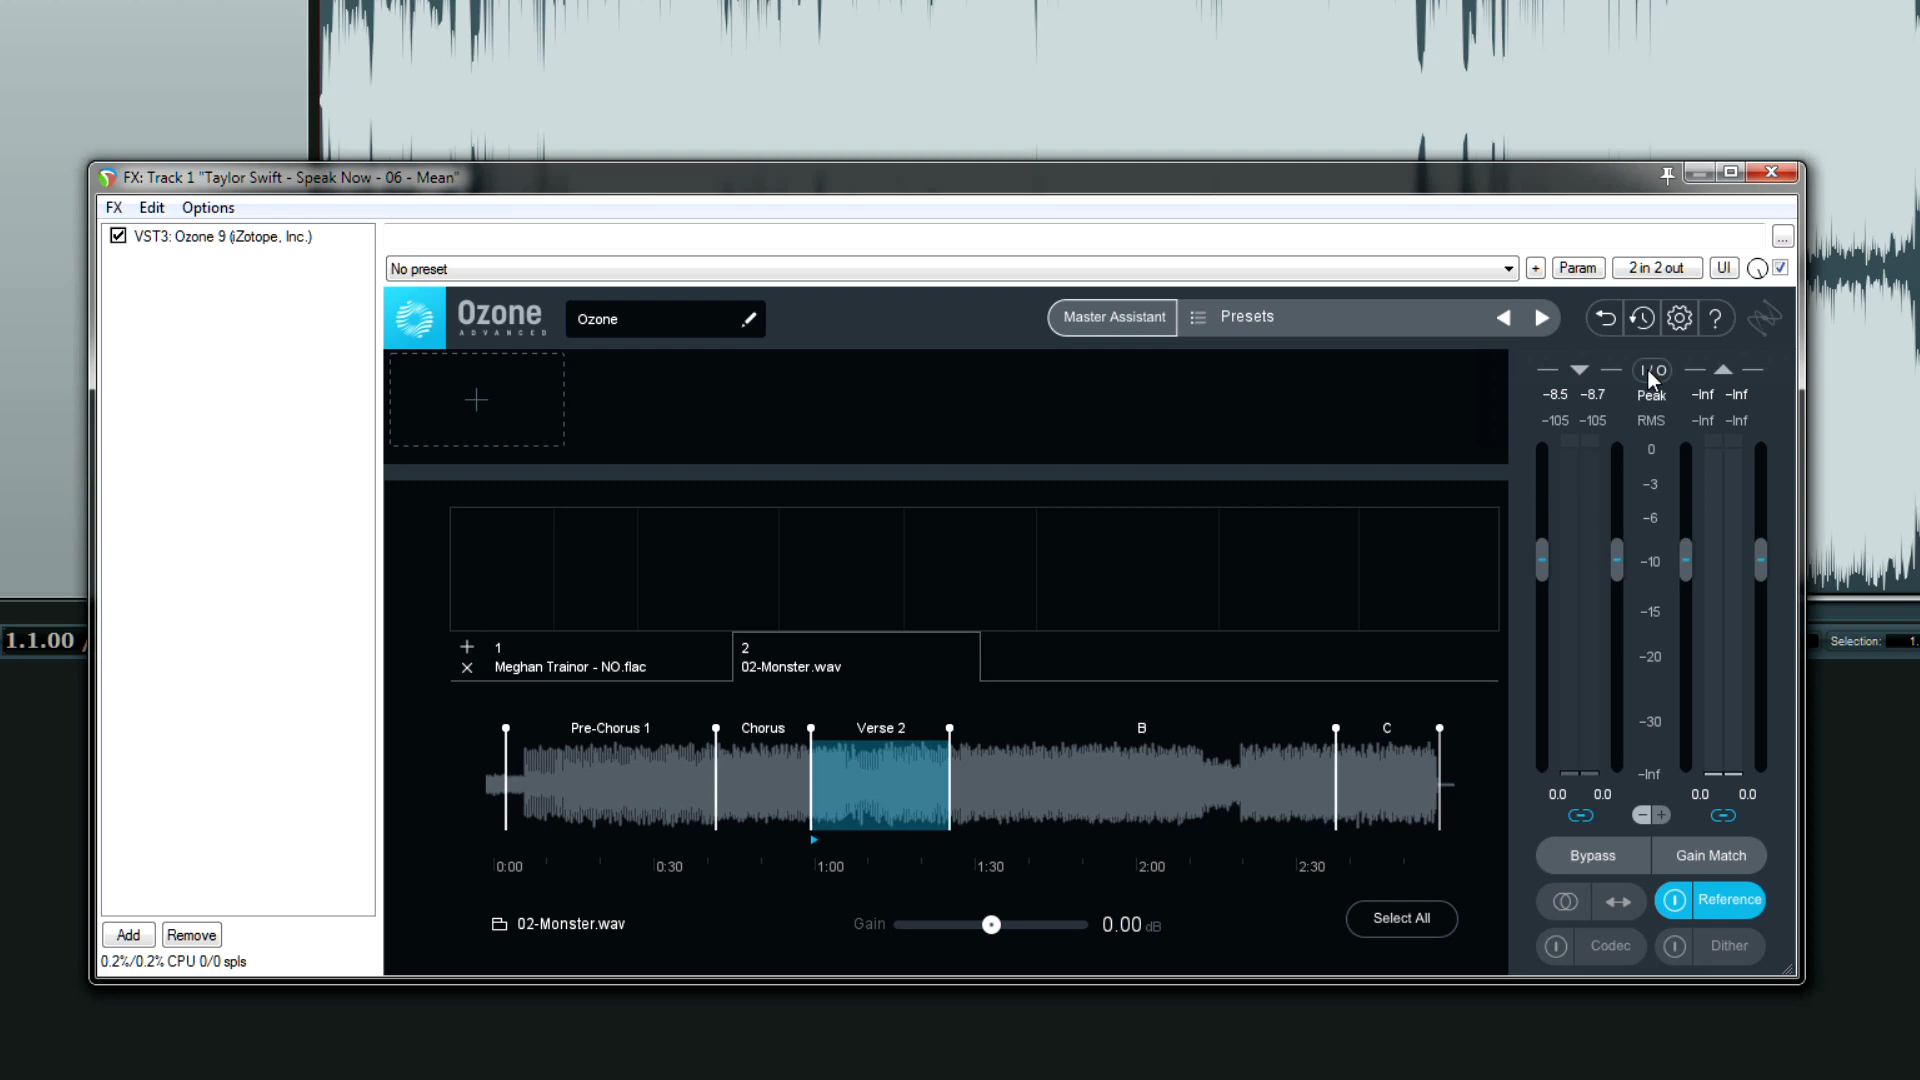 FX: Track 1 "Taylor Swift - Speak Now - 06 - Mean"
FX Edit Options
VST3: Ozone 9 (iZotope, Inc.)
...
No preset
+ Param 2 in 2 out UI
Ozone
ADVANCED
Ozone
Master Assistant
Presets
?
I/O
-8.5 -8.7 Peak -Inf -Inf
-105 -105 RMS -Inf -Inf
0
-3
-6
-10
-15
-20
-30
-Inf
1.1.00 /
Selection: 1.
1
Meghan Trainor - NO.flac
2
02-Monster.wav
Pre-Chorus 1 Chorus Verse 2 B C
0:00 0:30 1:00 1:30 2:00 2:30
02-Monster.wav
Gain 0.00 dB
Select All
0.0 0.0 0.0 0.0
Bypass Gain Match
Reference
Codec Dither
Add Remove
0.2%/0.2% CPU 0/0 spls